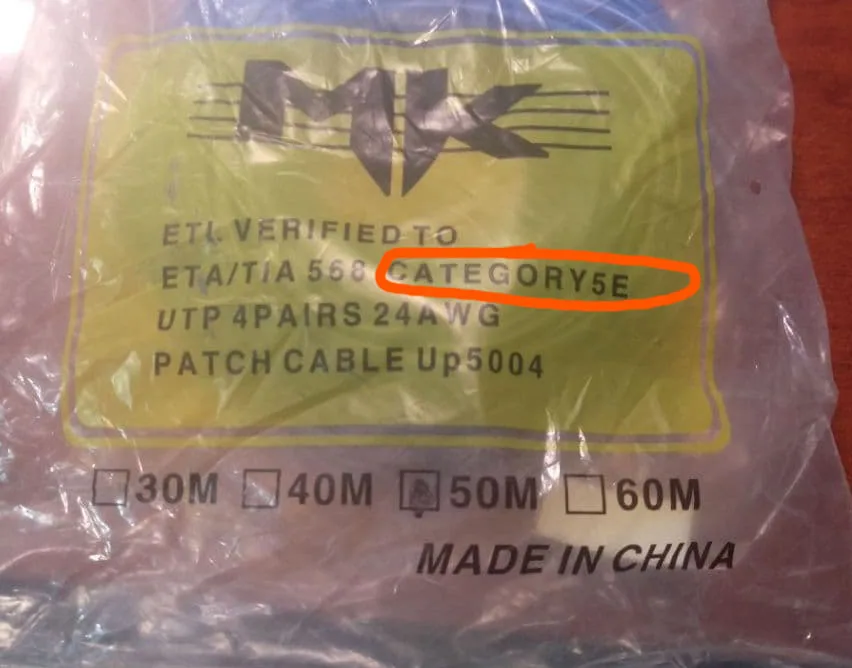 MK
ETL VERIFIED TO
ETA/TIA 568 CATEGORY5E
UTP 4PAIRS 24AWG
PATCH CABLE Up5004
30M 40M 50M 60M
MADE IN CHINA